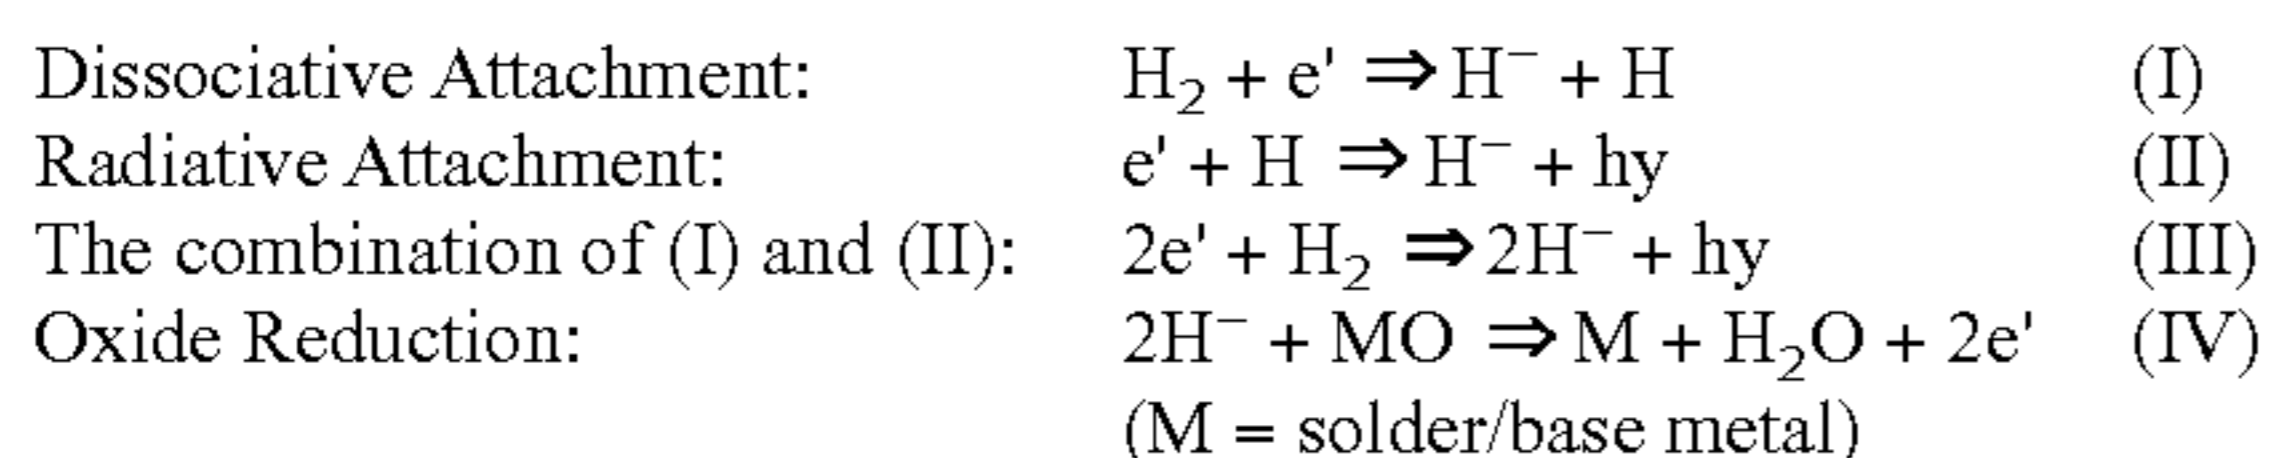 Dissociative Attachment: H₂ + e' ⇒ H⁻ + H (I)
Radiative Attachment: e' + H ⇒ H⁻ + hy (II)
The combination of (I) and (II): 2e' + H₂ ⇒ 2H⁻ + hy (III)
Oxide Reduction: 2H⁻ + MO ⇒ M + H₂O + 2e' (IV)
(M = solder/base metal)